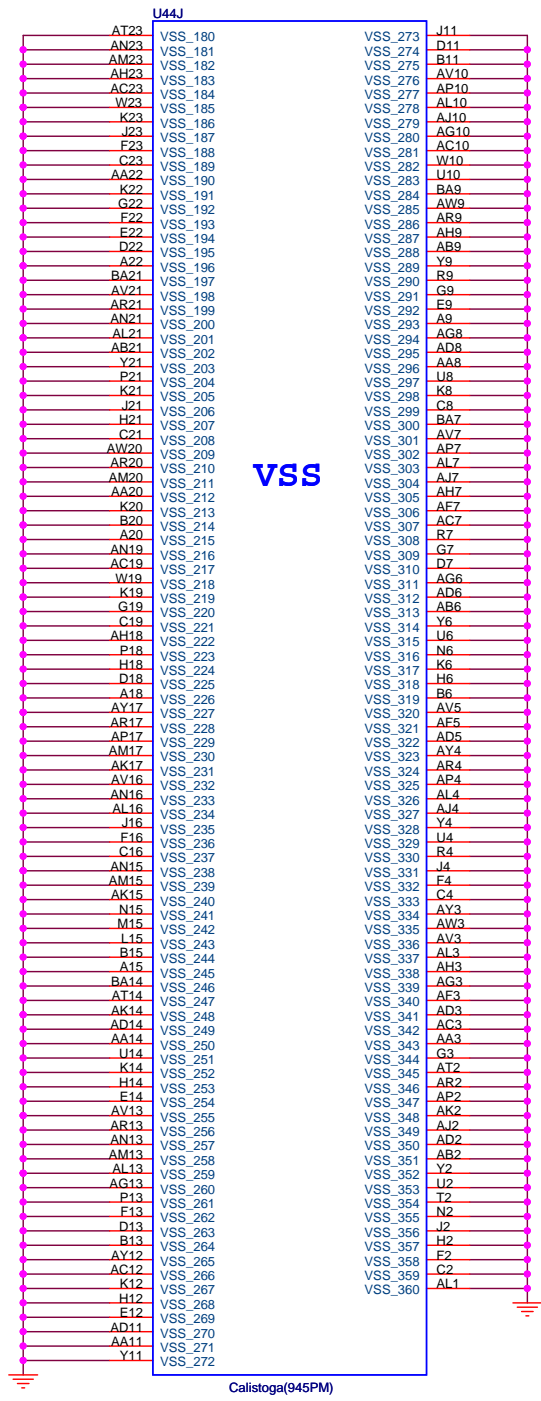 U44J
AT23 VSS_180
AN23 VSS_181
AM23 VSS_182
AH23 VSS_183
AC23 VSS_184
W23 VSS_185
K23 VSS_186
J23 VSS_187
F23 VSS_188
C23 VSS_189
AA22 VSS_190
K22 VSS_191
G22 VSS_192
F22 VSS_193
E22 VSS_194
D22 VSS_195
A22 VSS_196
BA21 VSS_197
AV21 VSS_198
AR21 VSS_199
AN21 VSS_200
AL21 VSS_201
AB21 VSS_202
Y21 VSS_203
P21 VSS_204
K21 VSS_205
J21 VSS_206
H21 VSS_207
C21 VSS_208
AW20 VSS_209
AR20 VSS_210
AM20 VSS_211
AA20 VSS_212
K20 VSS_213
B20 VSS_214
A20 VSS_215
AN19 VSS_216
AC19 VSS_217
W19 VSS_218
K19 VSS_219
G19 VSS_220
C19 VSS_221
AH18 VSS_222
P18 VSS_223
H18 VSS_224
D18 VSS_225
A18 VSS_226
AY17 VSS_227
AR17 VSS_228
AP17 VSS_229
AM17 VSS_230
AK17 VSS_231
AV16 VSS_232
AN16 VSS_233
AL16 VSS_234
J16 VSS_235
F16 VSS_236
C16 VSS_237
AN15 VSS_238
AM15 VSS_239
AK15 VSS_240
N15 VSS_241
M15 VSS_242
L15 VSS_243
B15 VSS_244
A15 VSS_245
BA14 VSS_246
AT14 VSS_247
AK14 VSS_248
AD14 VSS_249
AA14 VSS_250
U14 VSS_251
K14 VSS_252
H14 VSS_253
E14 VSS_254
AV13 VSS_255
AR13 VSS_256
AN13 VSS_257
AM13 VSS_258
AL13 VSS_259
AG13 VSS_260
P13 VSS_261
F13 VSS_262
D13 VSS_263
B13 VSS_264
AY12 VSS_265
AC12 VSS_266
K12 VSS_267
H12 VSS_268
E12 VSS_269
AD11 VSS_270
AA11 VSS_271
Y11 VSS_272
VSS
VSS_273 J11
VSS_274 D11
VSS_275 B11
VSS_276 AV10
VSS_277 AP10
VSS_278 AL10
VSS_279 AJ10
VSS_280 AG10
VSS_281 AC10
VSS_282 W10
VSS_283 U10
VSS_284 BA9
VSS_285 AW9
VSS_286 AR9
VSS_287 AH9
VSS_288 AB9
VSS_289 Y9
VSS_290 R9
VSS_291 G9
VSS_292 E9
VSS_293 A9
VSS_294 AG8
VSS_295 AD8
VSS_296 AA8
VSS_297 U8
VSS_298 K8
VSS_299 C8
VSS_300 BA7
VSS_301 AV7
VSS_302 AP7
VSS_303 AL7
VSS_304 AJ7
VSS_305 AH7
VSS_306 AF7
VSS_307 AC7
VSS_308 R7
VSS_309 G7
VSS_310 D7
VSS_311 AG6
VSS_312 AD6
VSS_313 AB6
VSS_314 Y6
VSS_315 U6
VSS_316 N6
VSS_317 K6
VSS_318 H6
VSS_319 B6
VSS_320 AV5
VSS_321 AF5
VSS_322 AD5
VSS_323 AY4
VSS_324 AR4
VSS_325 AP4
VSS_326 AL4
VSS_327 AJ4
VSS_328 Y4
VSS_329 U4
VSS_330 R4
VSS_331 J4
VSS_332 F4
VSS_333 C4
VSS_334 AY3
VSS_335 AW3
VSS_336 AV3
VSS_337 AL3
VSS_338 AH3
VSS_339 AG3
VSS_340 AF3
VSS_341 AD3
VSS_342 AC3
VSS_343 AA3
VSS_344 G3
VSS_345 AT2
VSS_346 AR2
VSS_347 AP2
VSS_348 AK2
VSS_349 AJ2
VSS_350 AD2
VSS_351 AB2
VSS_352 Y2
VSS_353 U2
VSS_354 T2
VSS_355 N2
VSS_356 J2
VSS_357 H2
VSS_358 F2
VSS_359 C2
VSS_360 AL1
Calistoga(945PM)